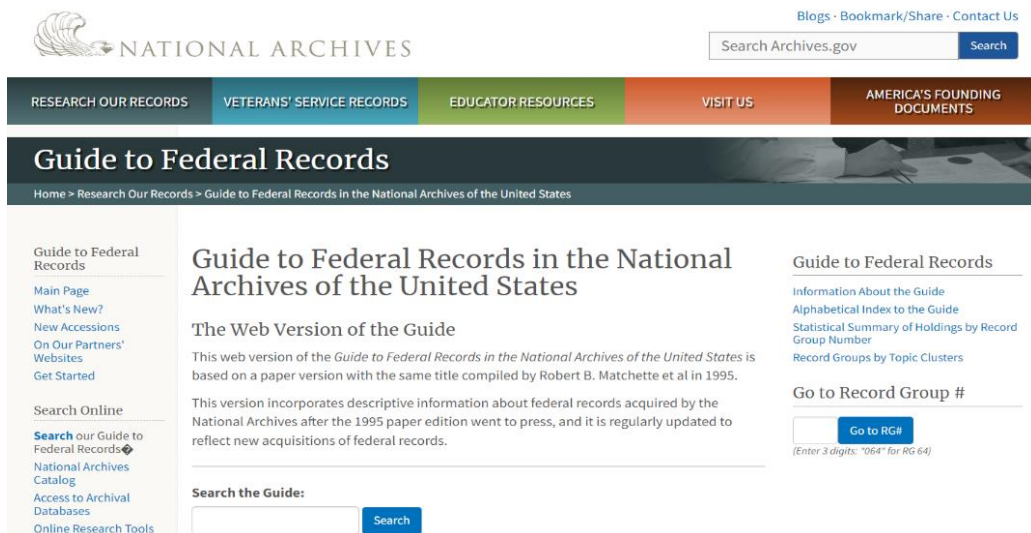 Blogs · Bookmark/Share · Contact Us
NATIONAL ARCHIVES
Search Archives.gov
Search
RESEARCH OUR RECORDS
VETERANS' SERVICE RECORDS
EDUCATOR RESOURCES
VISIT US
AMERICA'S FOUNDING
DOCUMENTS
Guide to Federal Records
Home > Research Our Records > Guide to Federal Records in the National Archives of the United States
Guide to Federal
Records
Main Page
What's New?
New Accessions
On Our Partners'
Websites
Get Started
Search Online
Search our Guide to
Federal Records�
National Archives
Catalog
Access to Archival
Databases
Online Research Tools
Guide to Federal Records in the National
Archives of the United States
The Web Version of the Guide
This web version of the Guide to Federal Records in the National Archives of the United States is
based on a paper version with the same title compiled by Robert B. Matchette et al in 1995.
This version incorporates descriptive information about federal records acquired by the
National Archives after the 1995 paper edition went to press, and it is regularly updated to
reflect new acquisitions of federal records.
Search the Guide:
Search
Guide to Federal Records
Information About the Guide
Alphabetical Index to the Guide
Statistical Summary of Holdings by Record
Group Number
Record Groups by Topic Clusters
Go to Record Group #
Go to RG#
(Enter 3 digits: "064" for RG 64)